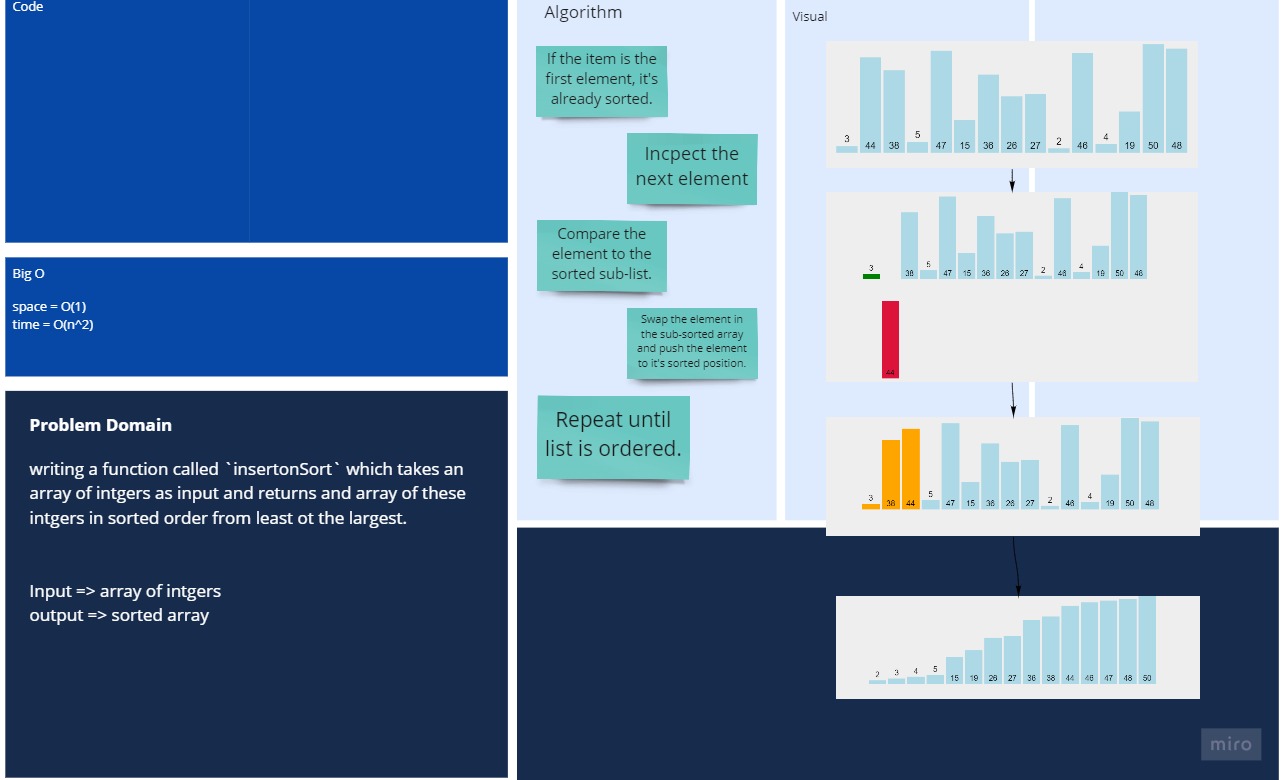 Code
Big O
space = O(1)
time = O(n^2)
Problem Domain
writing a function called `insertonSort` which takes an
array of intgers as input and returns and array of these
intgers in sorted order from least ot the largest.
Input => array of intgers
output => sorted array
Algorithm
If the item is the
first element, it's
already sorted.
Incpect the
next element
Compare the
element to the
sorted sub-list.
Swap the element in
the sub-sorted array
and push the element
to it's sorted position.
Repeat until
list is ordered.
Visual
3 44 38 5 47 15 36 26 27 2 46 4 19 50 48
3 38 5 47 15 36 26 27 2 46 4 19 50 48
44
3 38 44 5 47 15 36 26 27 2 46 4 19 50 48
2 3 4 5 15 19 26 27 36 38 44 46 47 48 50
miro